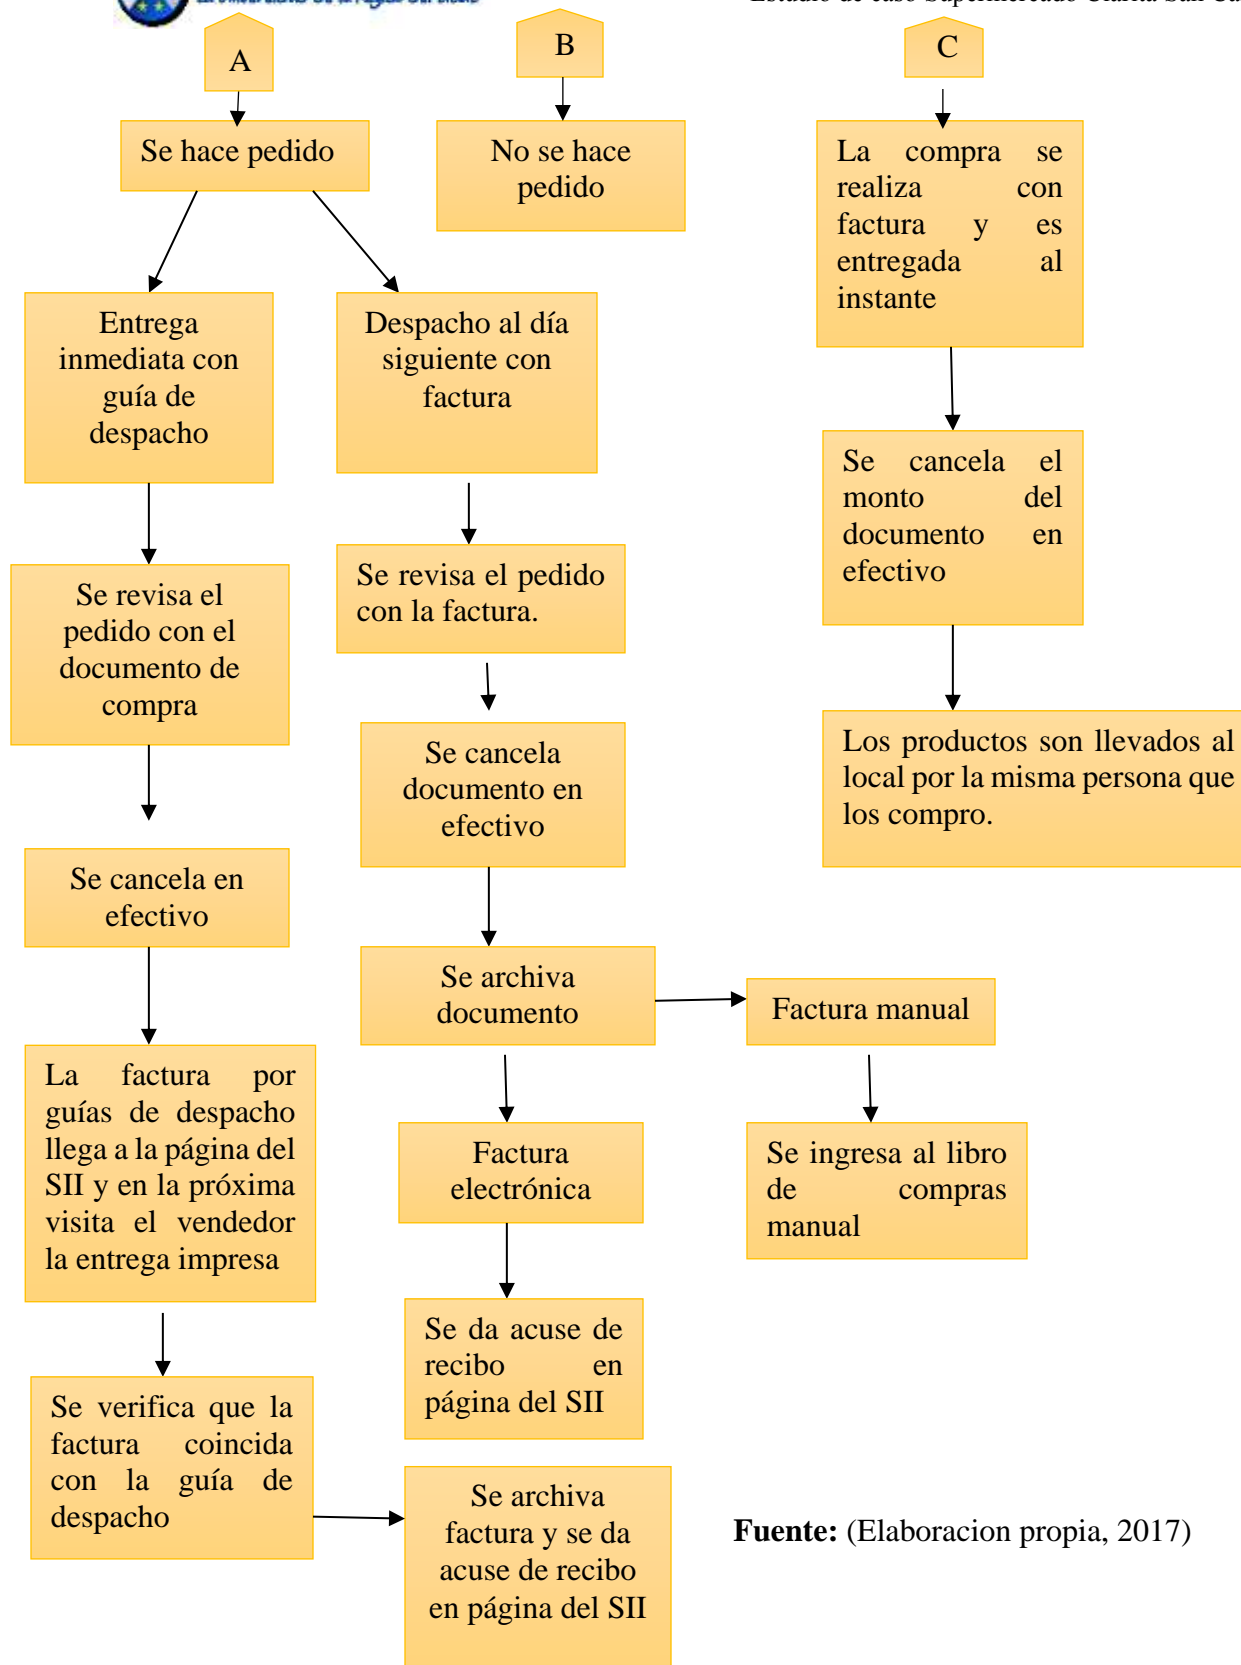 Estudio de caso Supermercado Clarita San
A
B
C
Se hace pedido
No se hace
pedido
La compra se
realiza con
factura y es
entregada al
instante
Entrega
inmediata con
guía de
despacho
Despacho al día
siguiente con
factura
Se cancela el
monto del
documento en
efectivo
Se revisa el
pedido con el
documento de
compra
Se revisa el pedido
con la factura.
Los productos son llevados al
local por la misma persona que
los compro.
Se cancela
documento en
efectivo
Se cancela en
efectivo
Se archiva
documento
Factura manual
La factura por
guías de despacho
llega a la página del
SII y en la próxima
visita el vendedor
la entrega impresa
Factura
electrónica
Se ingresa al libro
de compras
manual
Se da acuse de
recibo en
página del SII
Se verifica que la
factura coincida
con la guía de
despacho
Se archiva
factura y se da
acuse de recibo
en página del SII
Fuente: (Elaboracion propia, 2017)